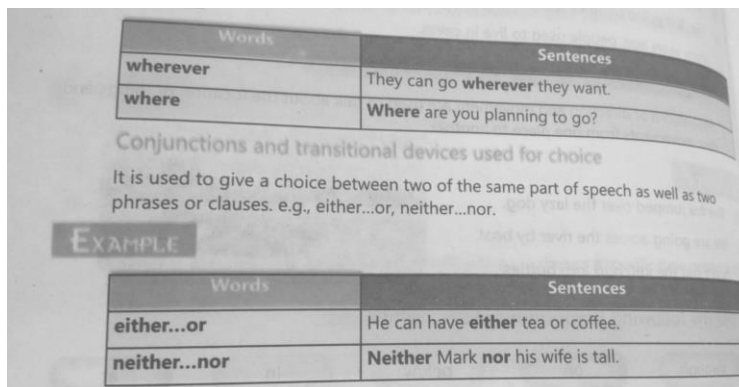 Words Sentences
wherever They can go wherever they want.
where Where are you planning to go?
Conjunctions and transitional devices used for choice
It is used to give a choice between two of the same part of speech as well as two
phrases or clauses. e.g., either...or, neither...nor.
EXAMPLE
Words Sentences
either...or He can have either tea or coffee.
neither...nor Neither Mark nor his wife is tall.